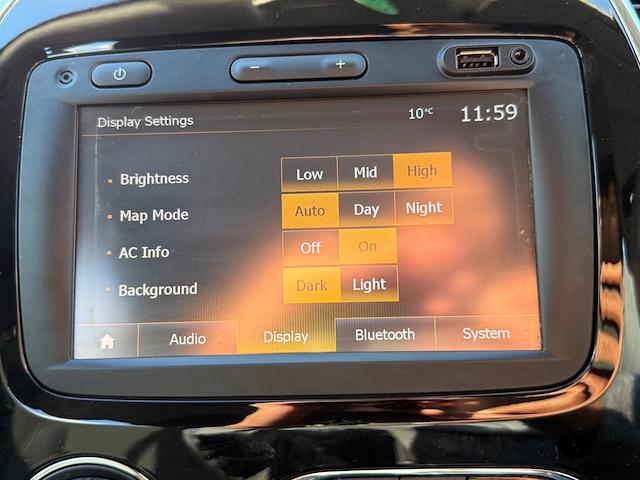 Display Settings 10°C 11:59
Brightness Low Mid High
Map Mode Auto Day Night
AC Info Off On
Background Dark Light
Audio Display Bluetooth System